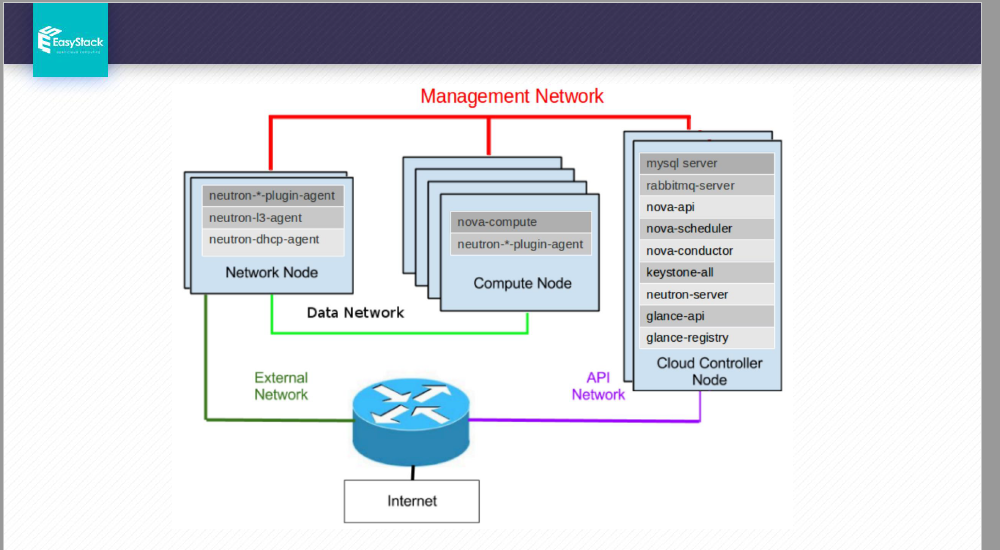 EasyStack
Management Network
neutron-*-plugin-agent
neutron-l3-agent
neutron-dhcp-agent
Network Node
nova-compute
neutron-*-plugin-agent
Compute Node
mysql server
rabbitmq-server
nova-api
nova-scheduler
nova-conductor
keystone-all
neutron-server
glance-api
glance-registry
Cloud Controller
Node
Data Network
External
Network
API
Network
Internet